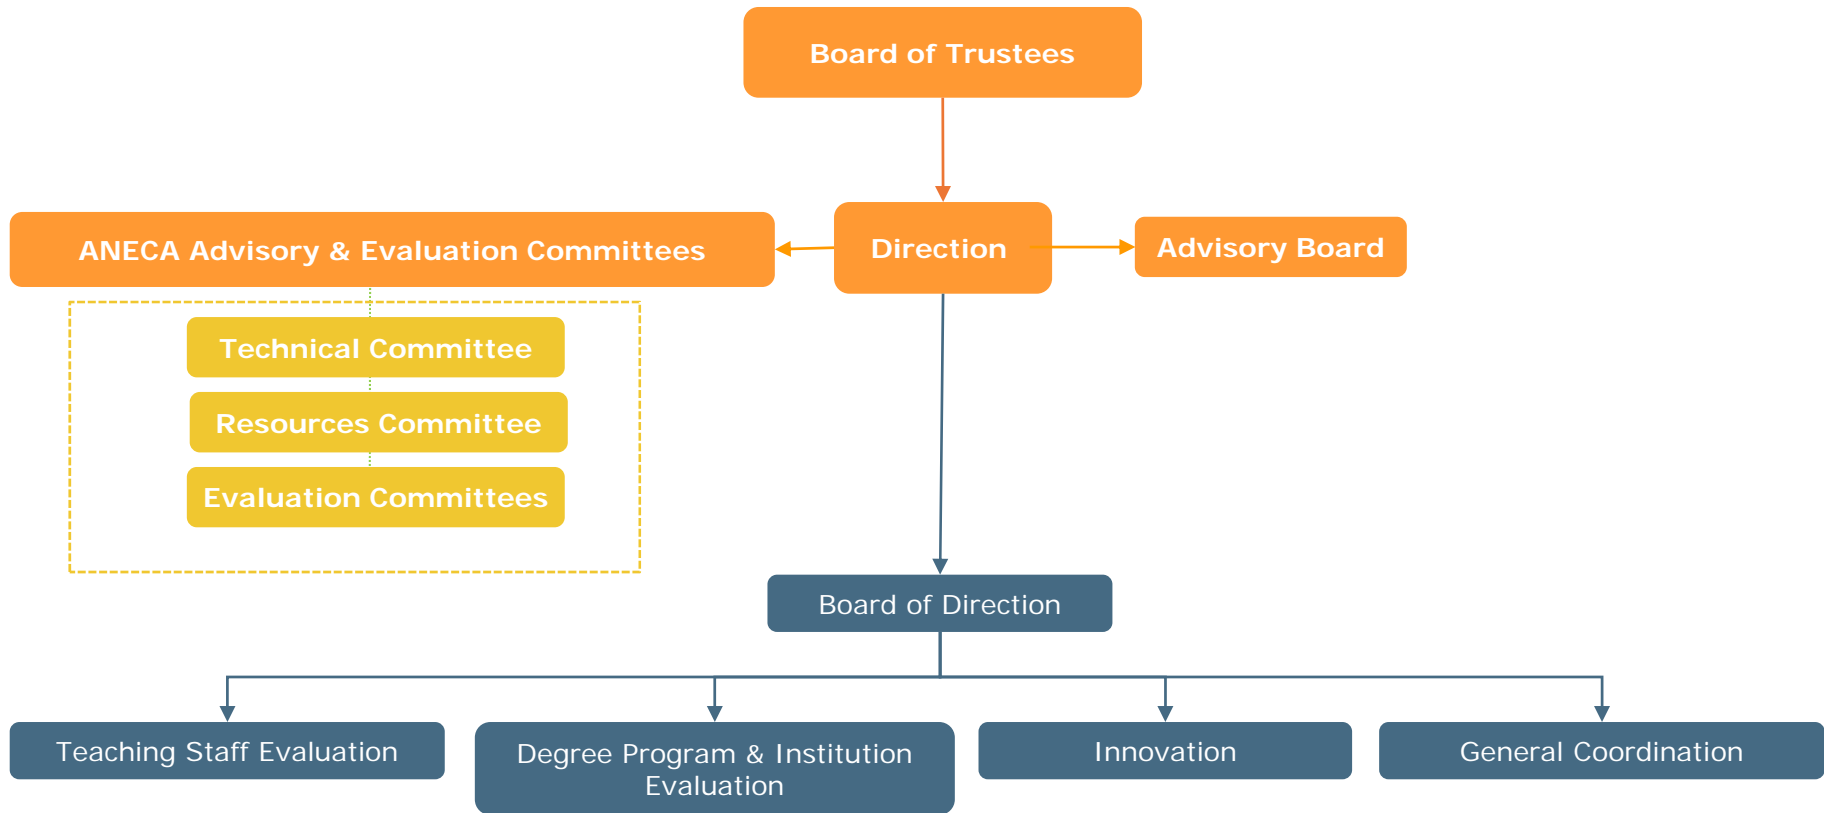 Board of Trustees
ANECA Advisory & Evaluation Committees
Direction
Advisory Board
Technical Committee
Resources Committee
Evaluation Committees
Board of Direction
Teaching Staff Evaluation
Degree Program & Institution
Evaluation
Innovation
General Coordination